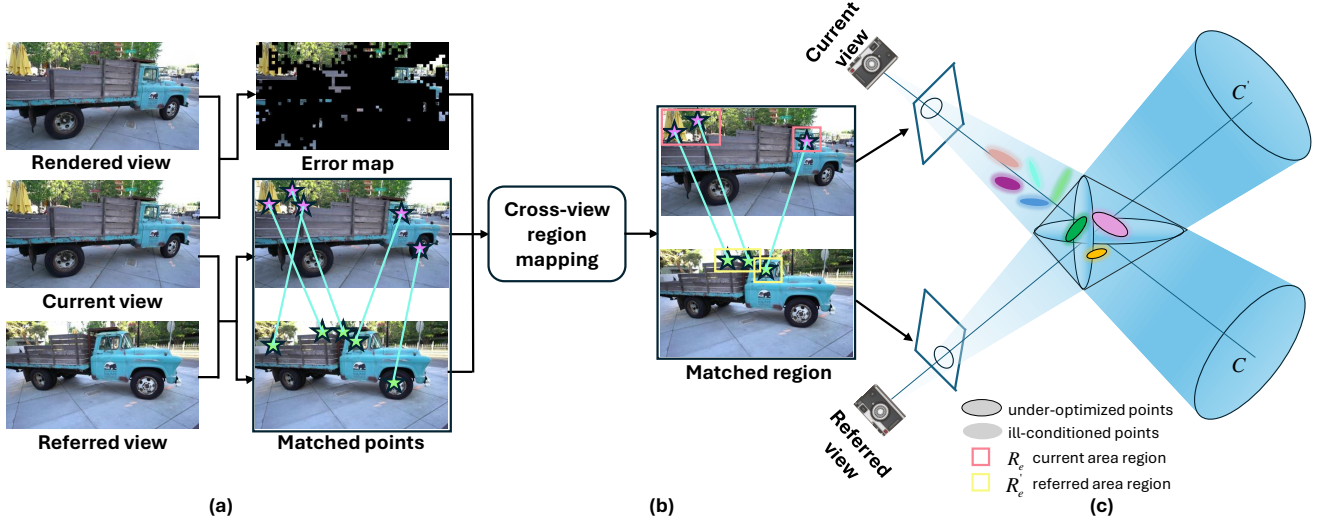 Rendered view
Error map
Current view
Referred view
Matched points
(a)
Cross-view
region
mapping
Matched region
(b)
Current
view
Referred
view
C'
C
under-optimized points
ill-conditioned points
R_e current area region
R'_e referred area region
(c)